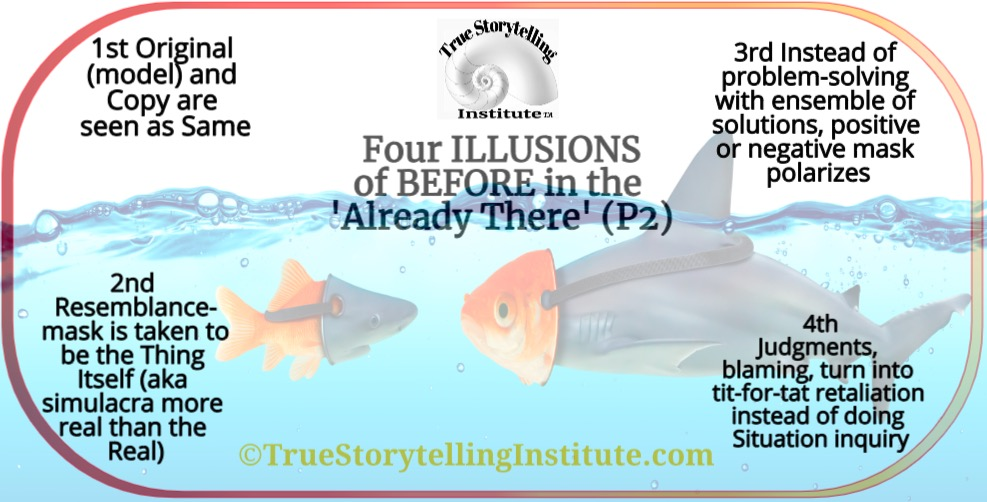 1st Original
(model) and
Copy are
seen as Same
True Storytelling
Institute TM
3rd Instead of
problem-solving
with ensemble of
solutions, positive
or negative mask
polarizes
Four ILLUSIONS
of BEFORE in the
'Already There' (P2)
2nd
Resemblance-
mask is taken to
be the Thing
Itself (aka
simulacra more
real than the
Real)
4th
Judgments,
blaming, turn into
tit-for-tat retaliation
instead of doing
Situation inquiry
©TrueStorytellingInstitute.com